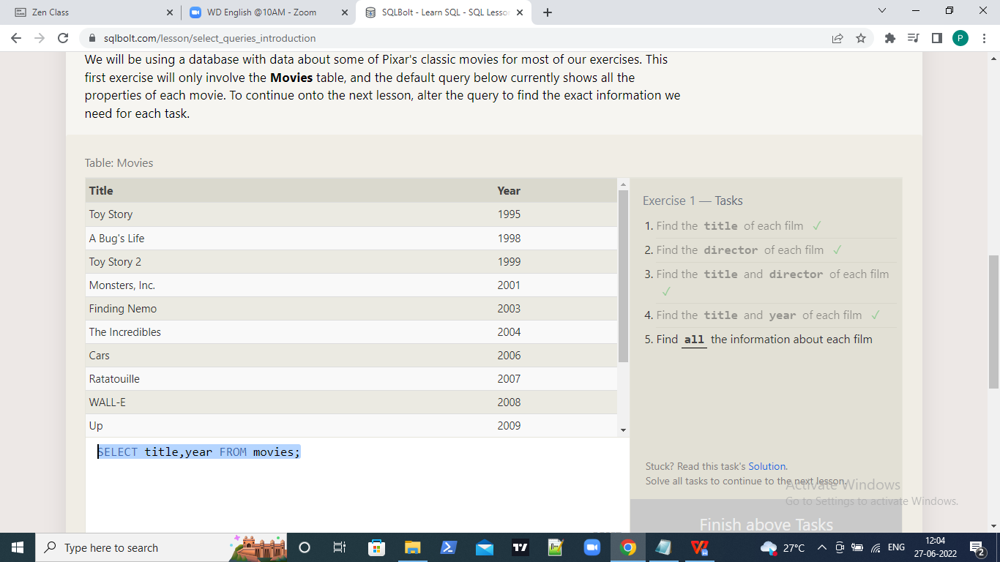 Zen Class
WD English @10AM - Zoom
SQLBolt - Learn SQL - SQL Lesso
sqlbolt.com/lesson/select_queries_introduction
P
We will be using a database with data about some of Pixar's classic movies for most of our exercises. This
first exercise will only involve the Movies table, and the default query below currently shows all the
properties of each movie. To continue onto the next lesson, alter the query to find the exact information we
need for each task.
Table: Movies
Title Year
Toy Story 1995
A Bug's Life 1998
Toy Story 2 1999
Monsters, Inc. 2001
Finding Nemo 2003
The Incredibles 2004
Cars 2006
Ratatouille 2007
WALL-E 2008
Up 2009
SELECT title,year FROM movies;
Exercise 1 — Tasks
1. Find the title of each film ✓
2. Find the director of each film ✓
3. Find the title and director of each film
✓
4. Find the title and year of each film ✓
5. Find all the information about each film
Stuck? Read this task's Solution.
Solve all tasks to continue to the next lesson.
Activate Windows
Go to Settings to activate Windows.
Finish above Tasks
Type here to search
27°C
ENG
12:04
27-06-2022
2